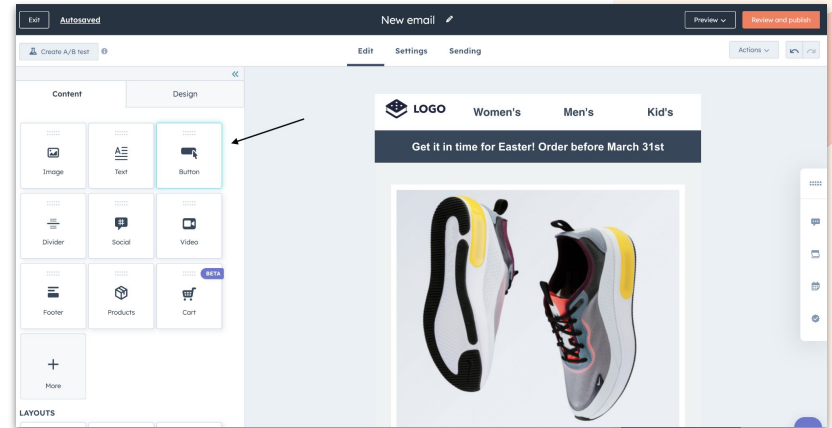 Exit Autosaved New email Preview Review and publish
Create A/B test Edit Settings Sending Actions
Content Design
Image Text Button
Divider Social Video
BETA
Footer Products Cart
More
LAYOUTS
LOGO Women's Men's Kid's
Get it in time for Easter! Order before March 31st